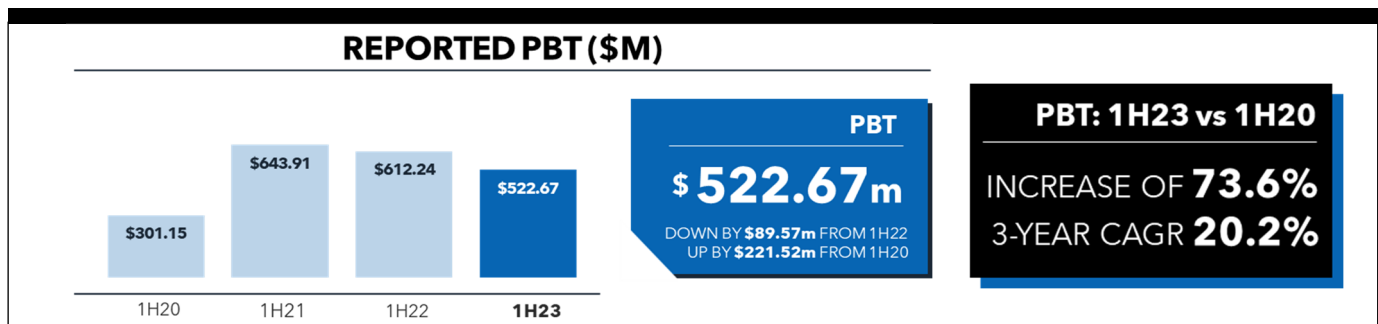 REPORTED PBT ($M)
$301.15
$643.91
$612.24
$522.67
1H20
1H21
1H22
1H23
PBT
$522.67m
DOWN BY $89.57m FROM 1H22
UP BY $221.52m FROM 1H20
PBT: 1H23 vs 1H20
INCREASE OF 73.6%
3-YEAR CAGR 20.2%